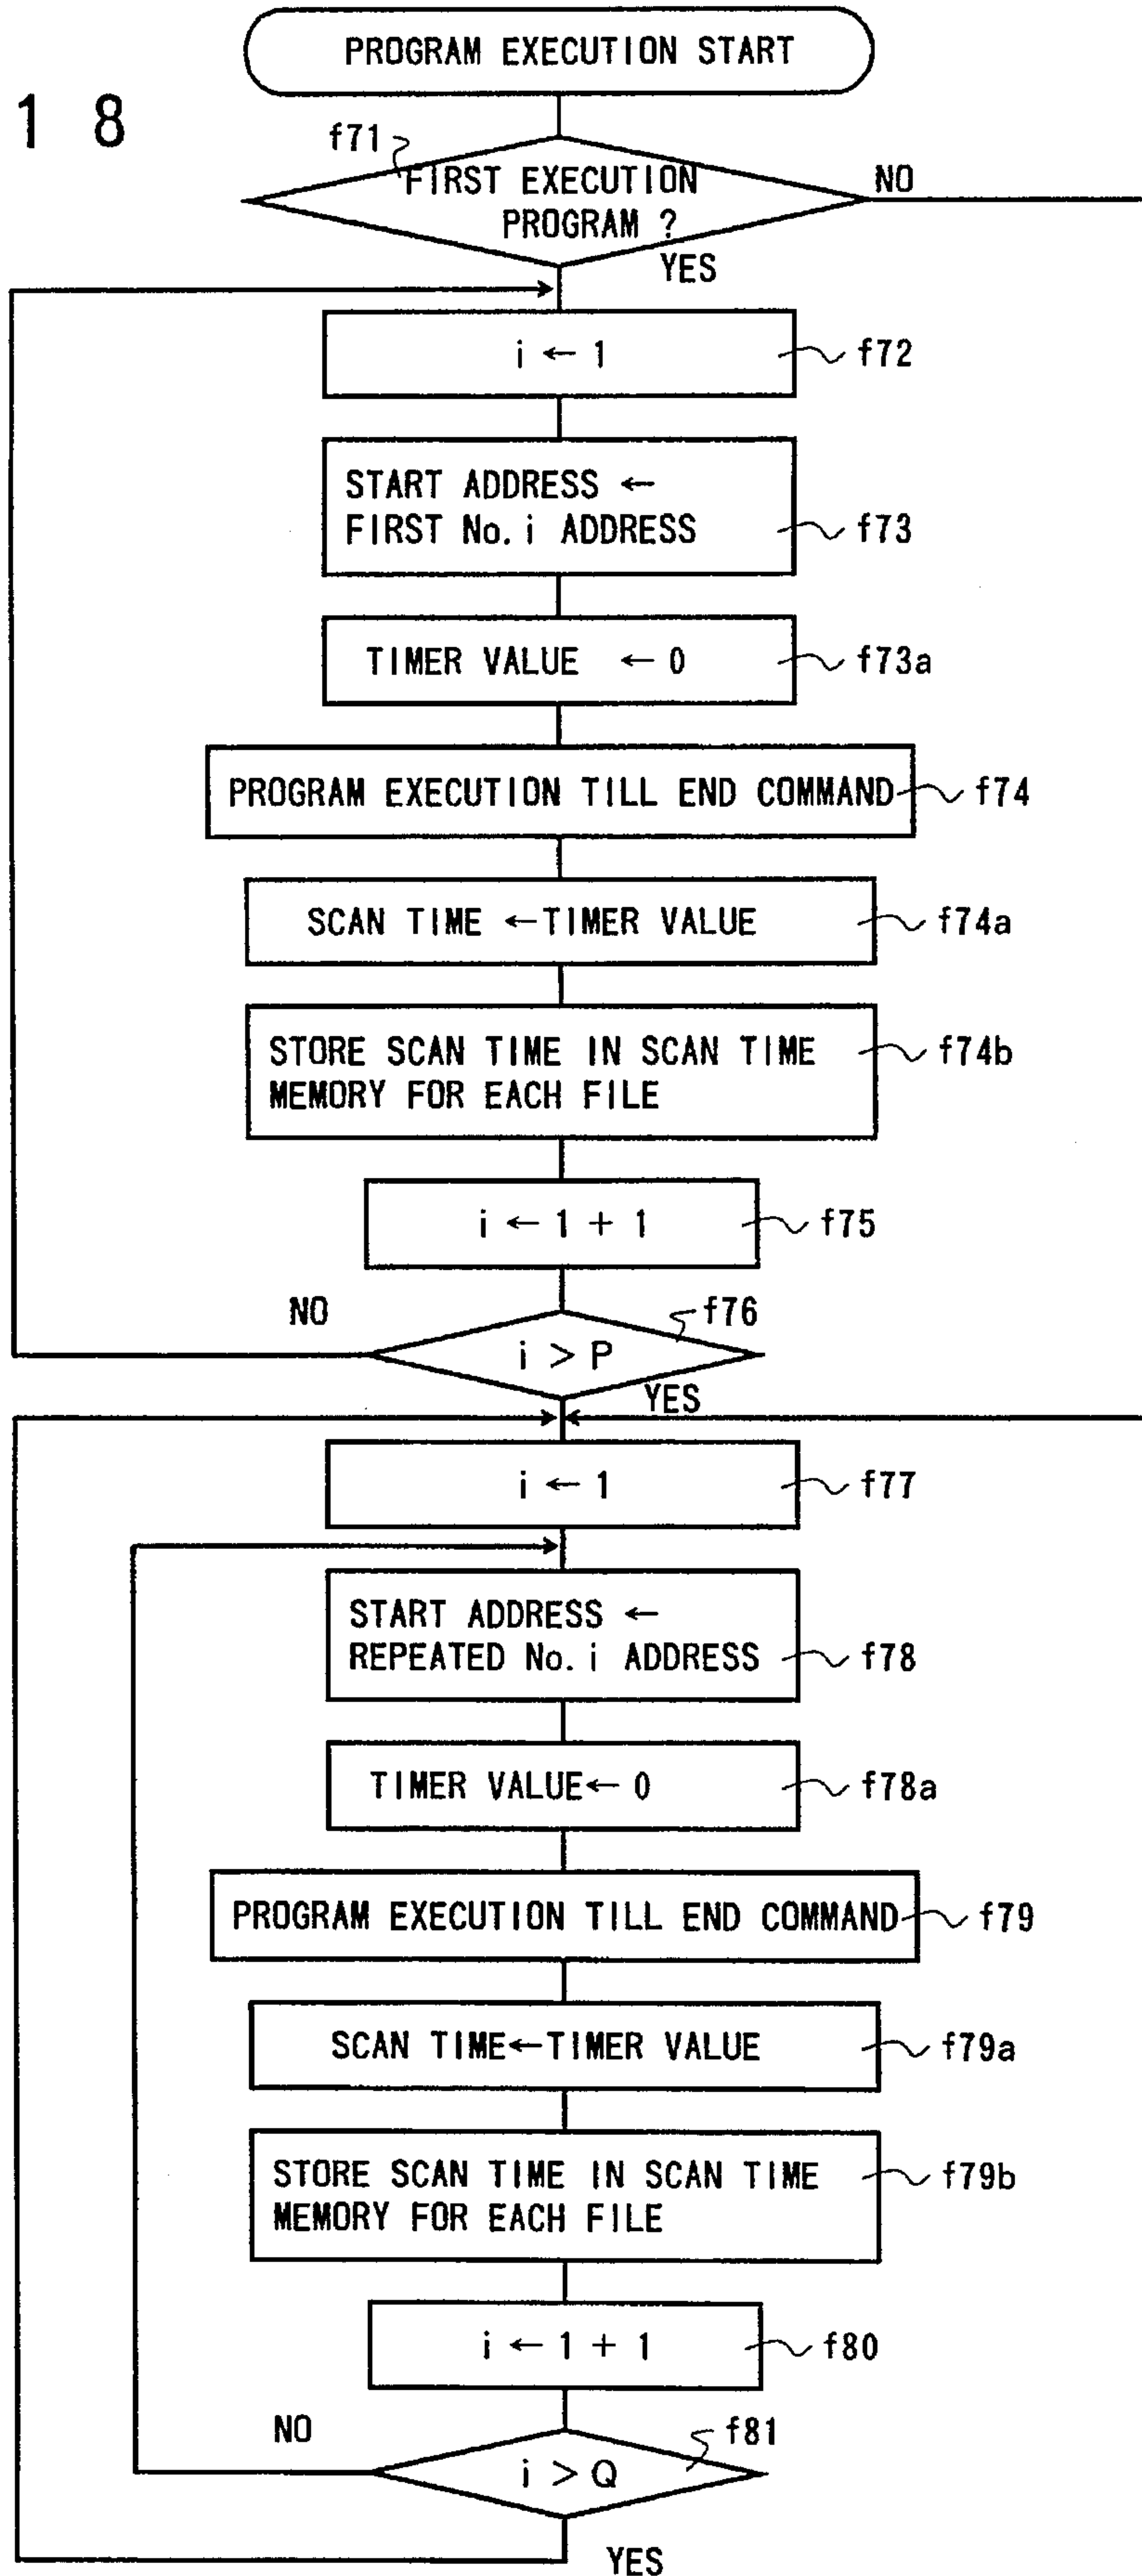 18
PROGRAM EXECUTION START
f71
FIRST EXECUTION
PROGRAM ?
NO
YES
i ← 1
f72
START ADDRESS ←
FIRST No. i ADDRESS
f73
TIMER VALUE ← 0
f73a
PROGRAM EXECUTION TILL END COMMAND
f74
SCAN TIME ← TIMER VALUE
f74a
STORE SCAN TIME IN SCAN TIME
MEMORY FOR EACH FILE
f74b
i ← 1 + 1
f75
NO
f76
i > P
YES
i ← 1
f77
START ADDRESS ←
REPEATED No. i ADDRESS
f78
TIMER VALUE ← 0
f78a
PROGRAM EXECUTION TILL END COMMAND
f79
SCAN TIME ← TIMER VALUE
f79a
STORE SCAN TIME IN SCAN TIME
MEMORY FOR EACH FILE
f79b
i ← 1 + 1
f80
NO
f81
i > Q
YES